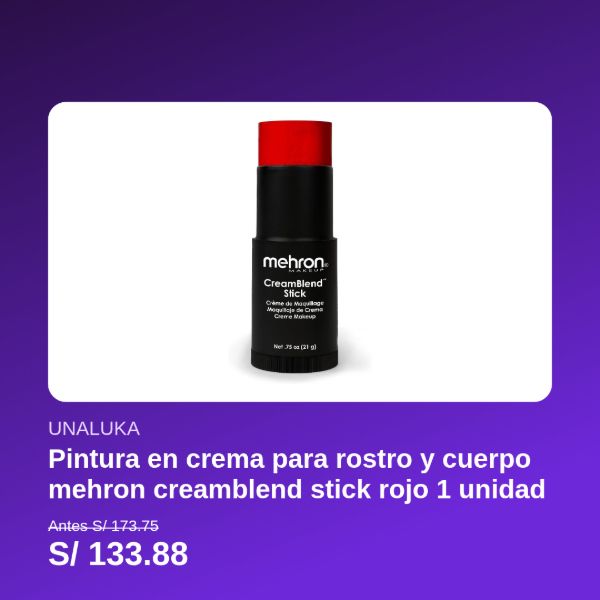 mehron
MAKEUP
CreamBlend™
Stick
Crème de Maquillage
Maquillaje de Crema
Creme Makeup
Net .75 oz (21 g)
UNALUKA
Pintura en crema para rostro y cuerpo
mehron creamblend stick rojo 1 unidad
Antes S/ 173.75
S/ 133.88